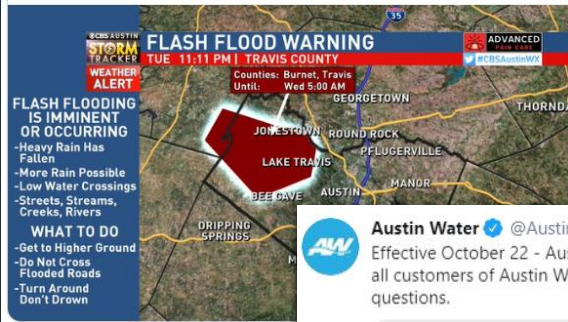 CBS AUSTIN
STORM
TRACKER
WEATHER
ALERT
FLASH FLOOD WARNING
TUE 11:11 PM | TRAVIS COUNTY
ADVANCED
PAIN CARE
#CBSAustinWX
35
Counties: Burnet, Travis
Until: Wed 5:00 AM
GEORGETOWN
THORNDA
JONESTOWN
ROUND ROCK
PFLUGERVILLE
LAKE TRAVIS
MANOR
BEE CAVE
AUSTIN
DRIPPING
SPRINGS
M
FLASH FLOODING
IS IMMINENT
OR OCCURRING
-Heavy Rain Has
Fallen
-More Rain Possible
-Low Water Crossings
-Streets, Streams,
Creeks, Rivers
WHAT TO DO
-Get to Higher Ground
-Do Not Cross
Flooded Roads
-Turn Around
Don't Drown
AW
Austin Water @Austi
Effective October 22 - Aus
all customers of Austin W
questions.